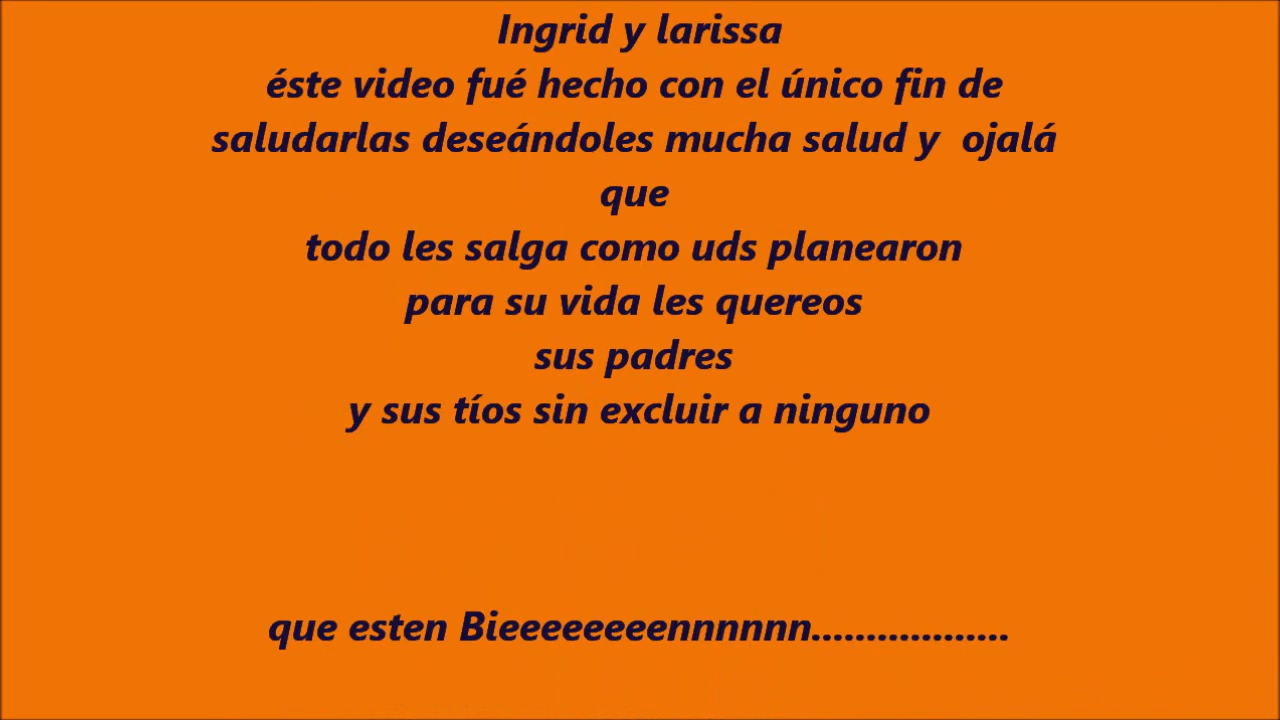 Ingrid y larissa
éste video fué hecho con el único fin de
saludarlas deseándoles mucha salud y  ojalá
que
todo les salga como uds planearon
para su vida les quereos
sus padres
y sus tíos sin excluir a ninguno
que esten Bieeeeeeeennnnnn..................